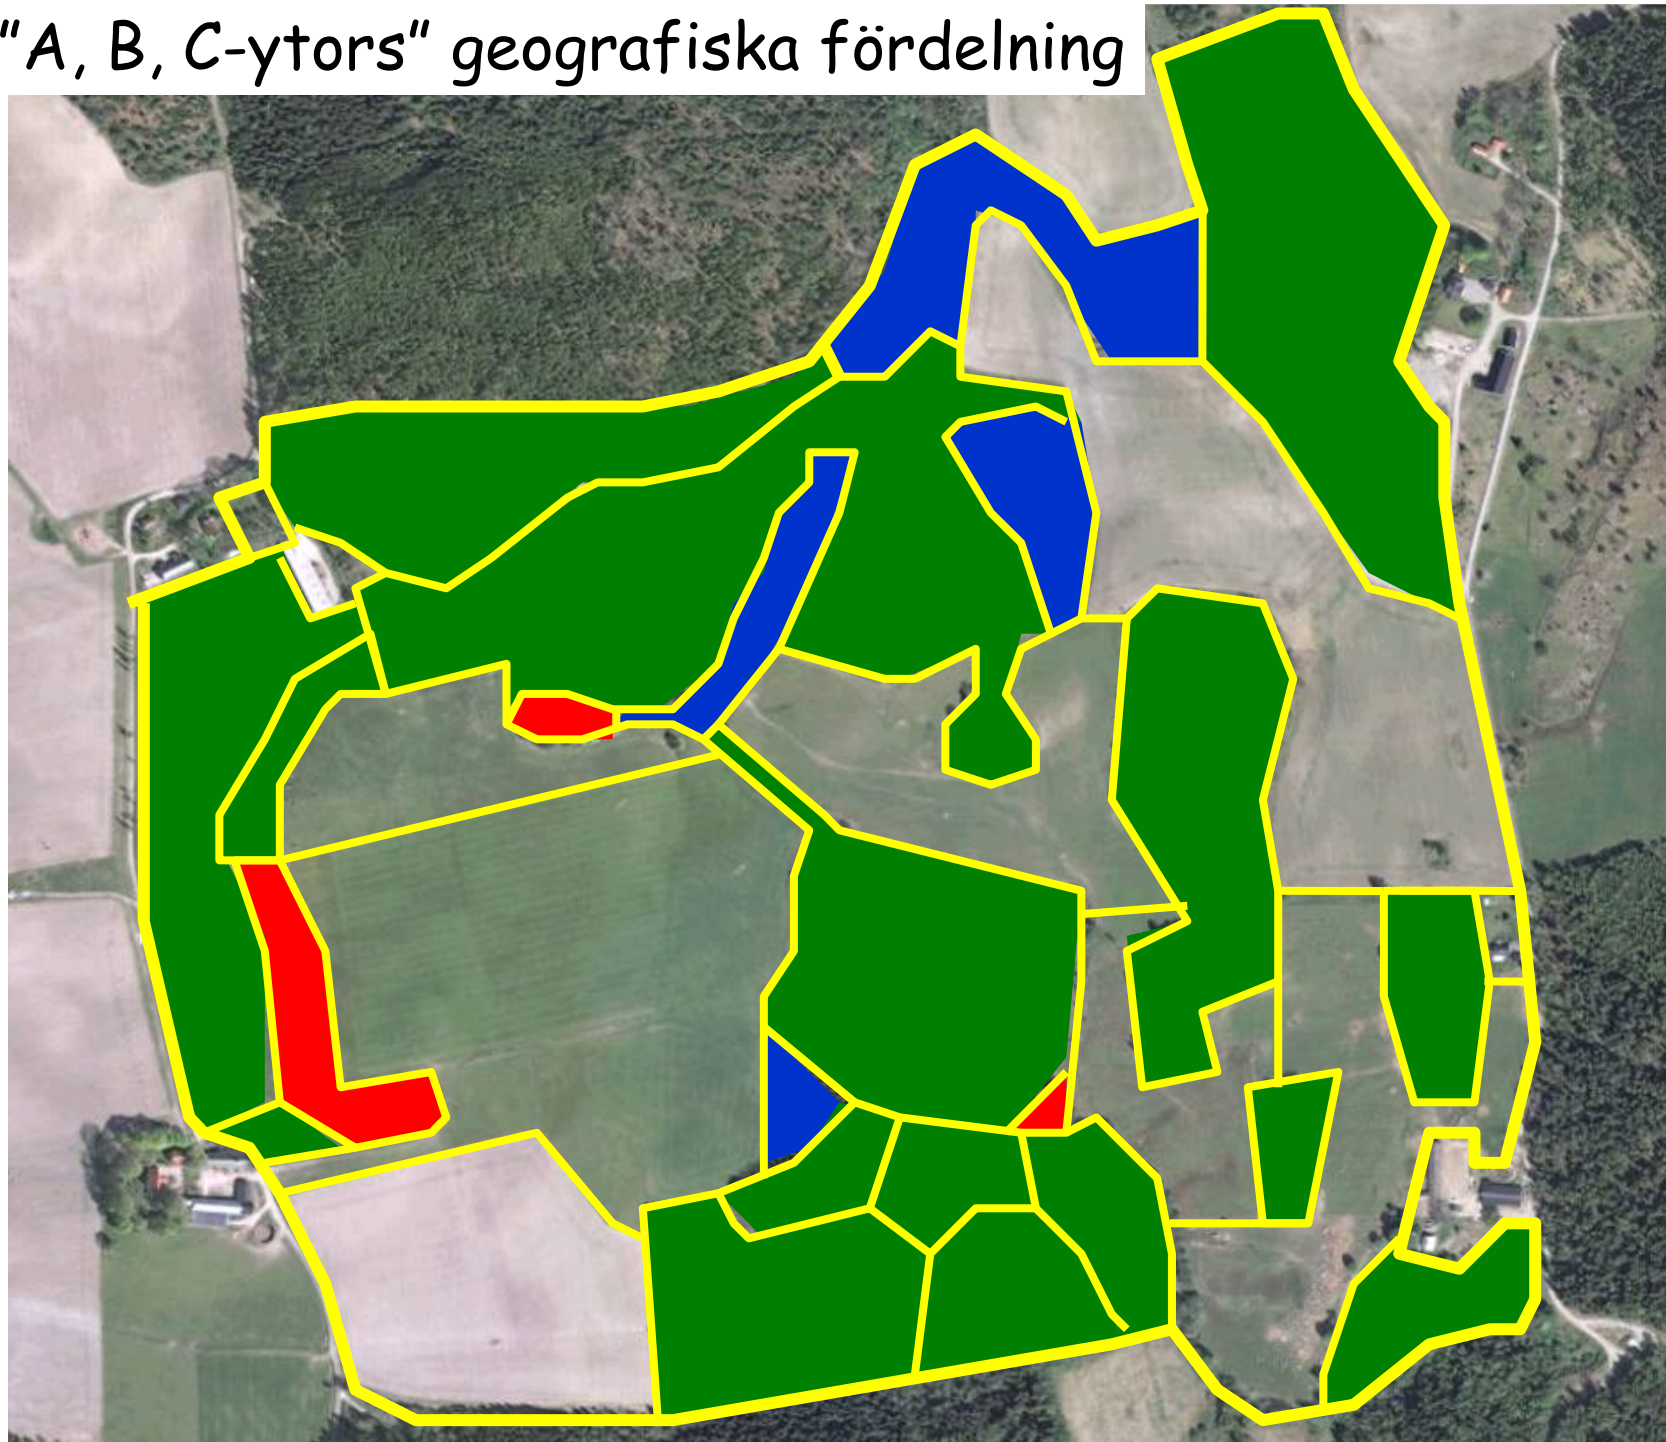 ”A, B, C-ytors” geografiska fördelning